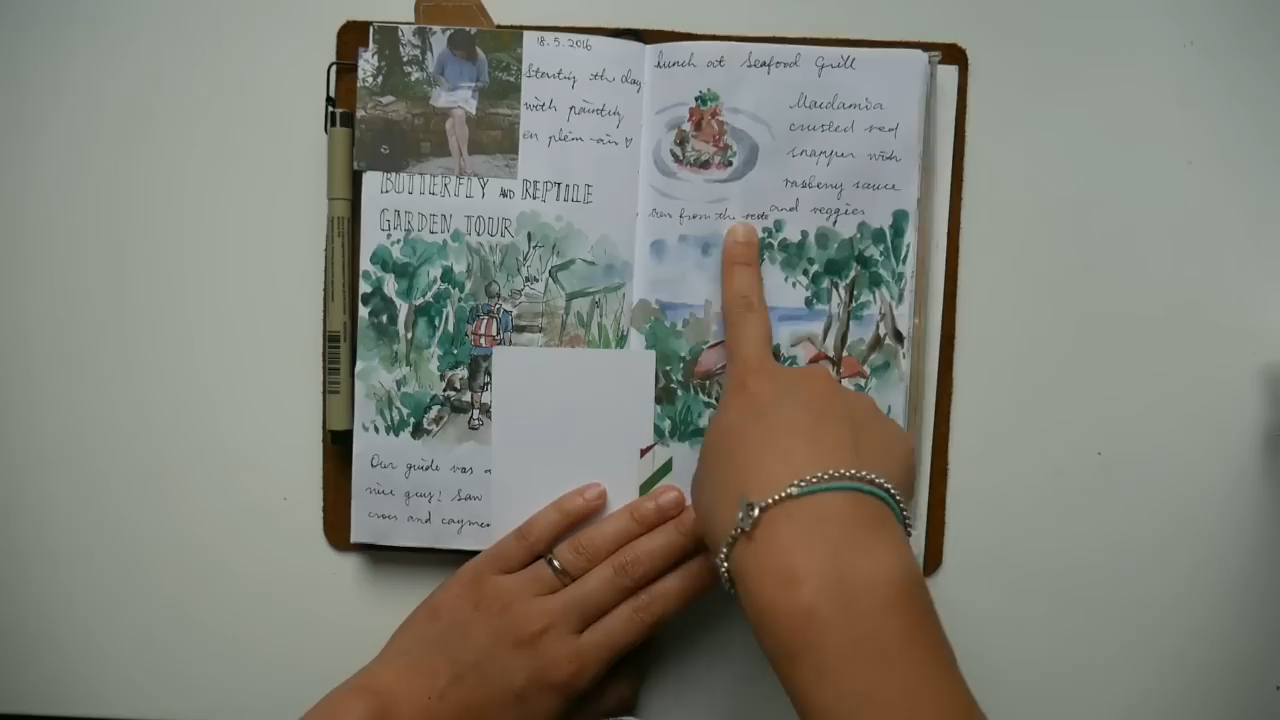 18.5.2016
Starting the day
with painting
en plein-air
BUTTERFLY AND REPTILE
GARDEN TOUR
Our guide was a
nice guy! Saw
crocs and caymen
Lunch at Seafood Grill
Macdamia
crusted red
snapper with
rasberry sauce
and veggies
view from the resto